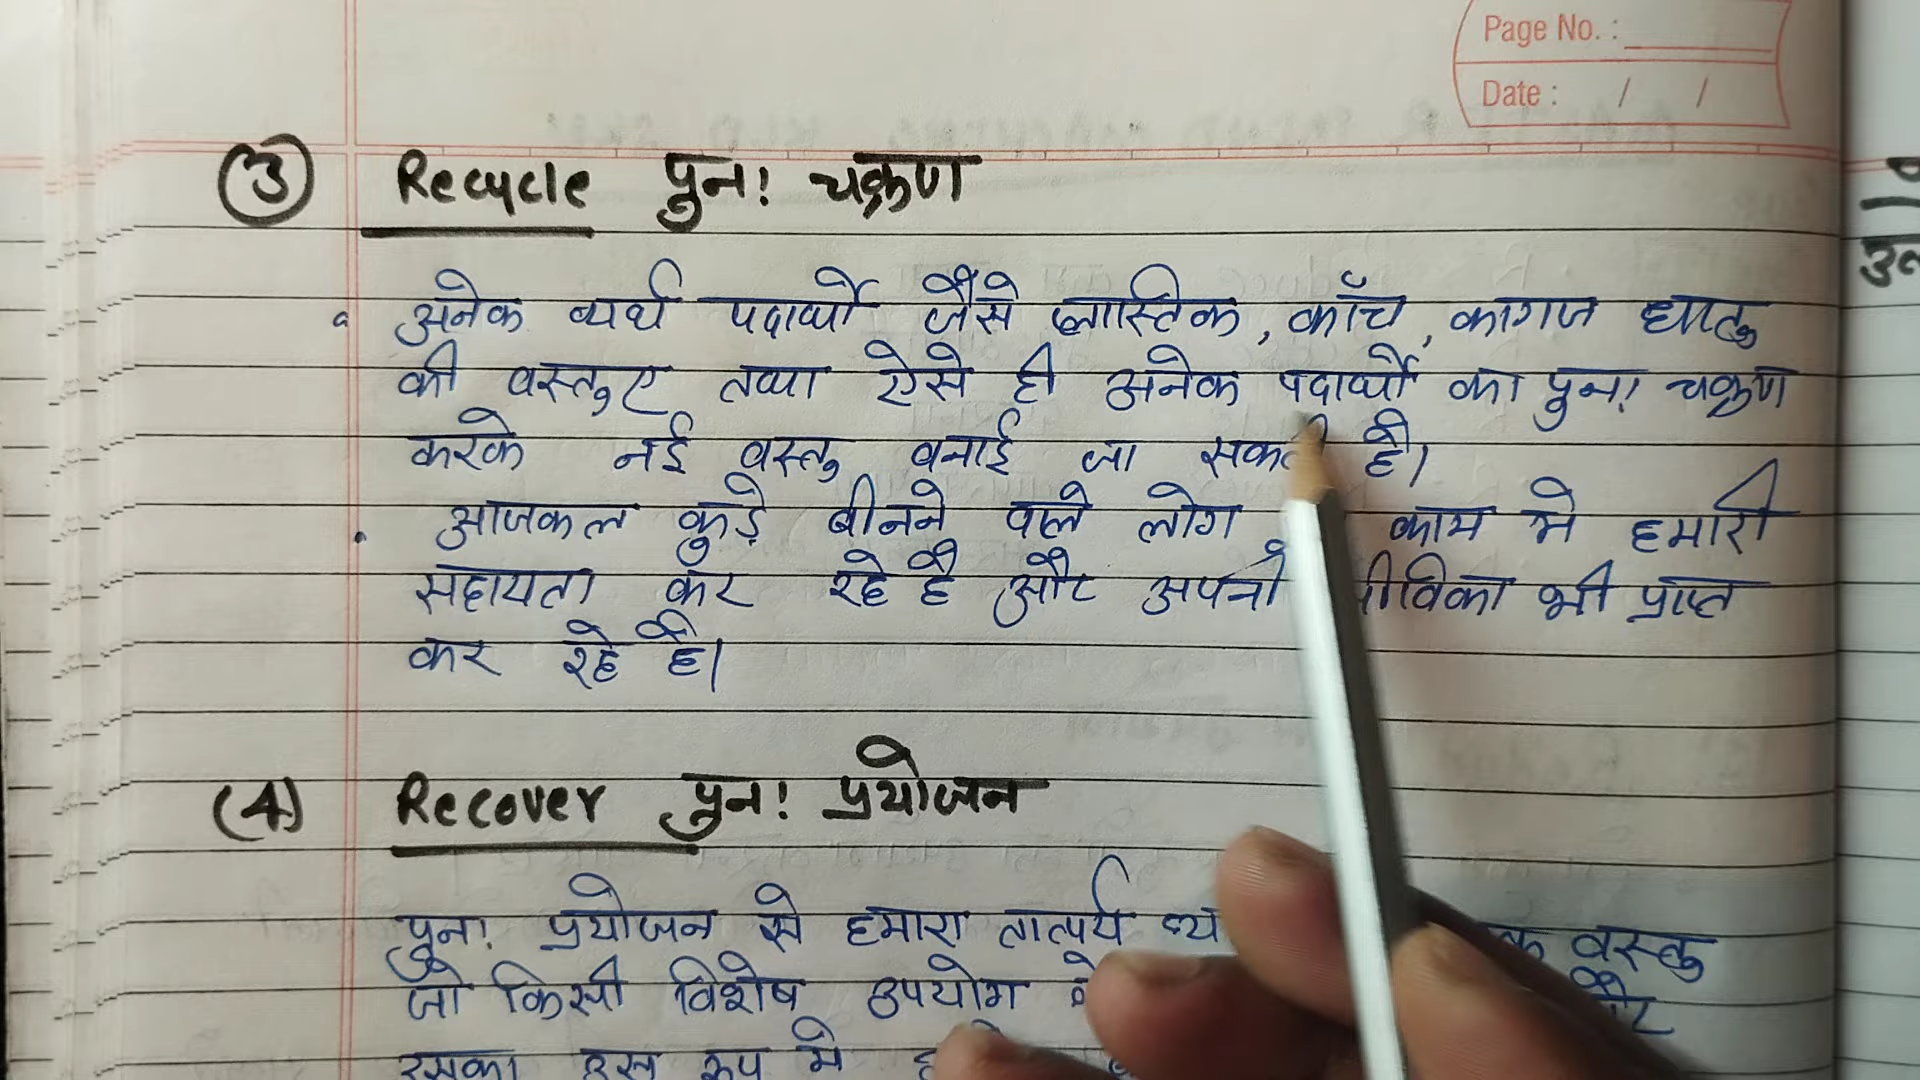 Page No. :
Date : / /
(3) Recycle पुन! चक्रण
अनेक व्यर्थ पदार्थो जैसे प्लास्टिक, काँच, कागज धातु
की वस्तुए तथा ऐसे ही अनेक पदार्थो का पुन! चक्रण
करके नई वस्तु बनाई जा सकती है।
• आजकल कुड़े बीनने वाले लोग काम मे हमारी
सहायता कर रहे है और अपनी भी प्राप्त
कर रहे है।
(4) Recover पुन! प्रयोजन
पुन! प्रयोजन से हमारा तात्पर्य वस्तु
जो किसी विशेष उपयोग
इसका इस रूप मे